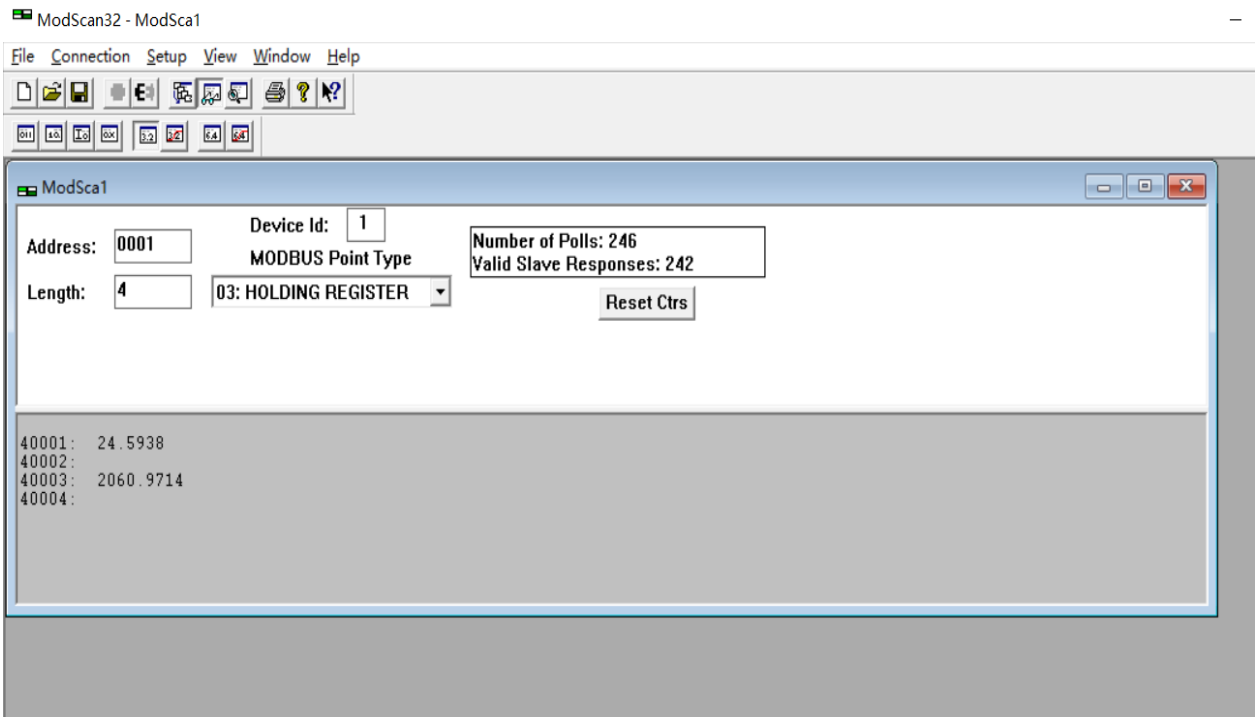 ModScan32 - ModSca1
File Connection Setup View Window Help
ModSca1
Device Id: 1
Address: 0001
MODBUS Point Type
Length: 4
03: HOLDING REGISTER
Number of Polls: 246
Valid Slave Responses: 242
Reset Ctrs
40001: 24.5938
40002:
40003: 2060.9714
40004: